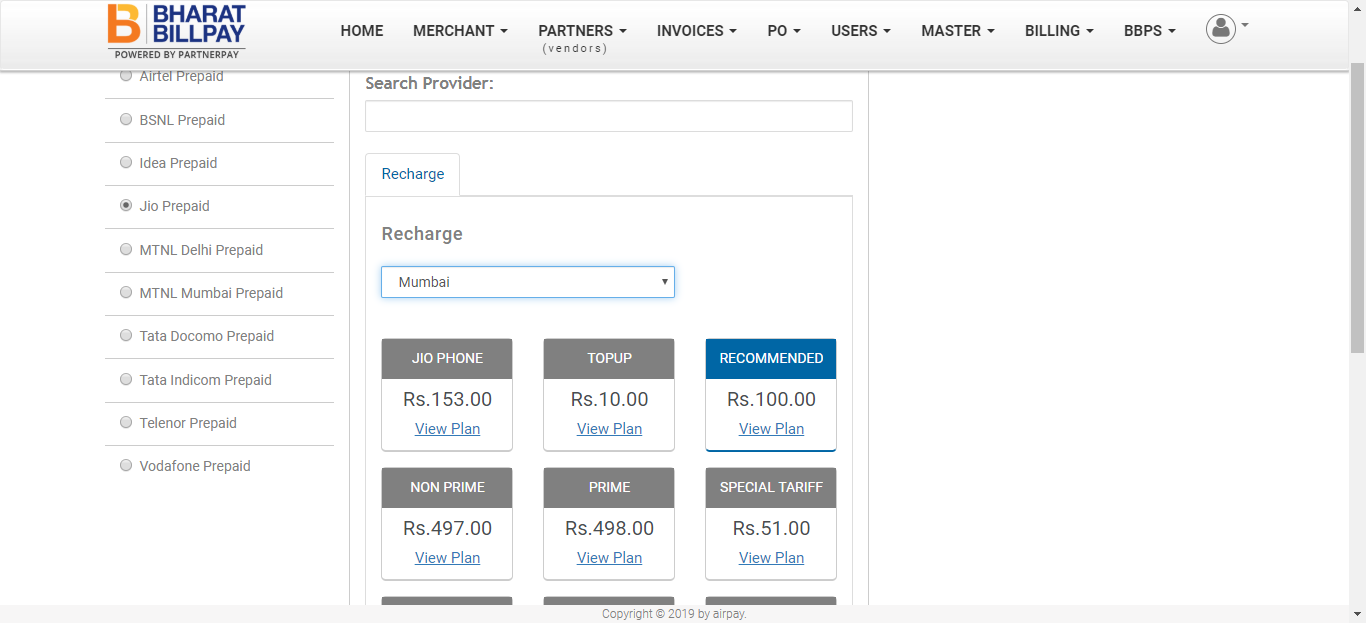 BHARAT
BILLPAY
POWERED BY PARTNERPAY
HOME MERCHANT PARTNERS INVOICES PO USERS MASTER BILLING BBPS
(vendors)
Airtel Prepaid
BSNL Prepaid
Idea Prepaid
Jio Prepaid
MTNL Delhi Prepaid
MTNL Mumbai Prepaid
Tata Docomo Prepaid
Tata Indicom Prepaid
Telenor Prepaid
Vodafone Prepaid
Search Provider:
Recharge
Recharge
Mumbai
JIO PHONE TOPUP RECOMMENDED
Rs.153.00 Rs.10.00 Rs.100.00
View Plan View Plan View Plan
NON PRIME PRIME SPECIAL TARIFF
Rs.497.00 Rs.498.00 Rs.51.00
View Plan View Plan View Plan
Copyright © 2019 by airpay.